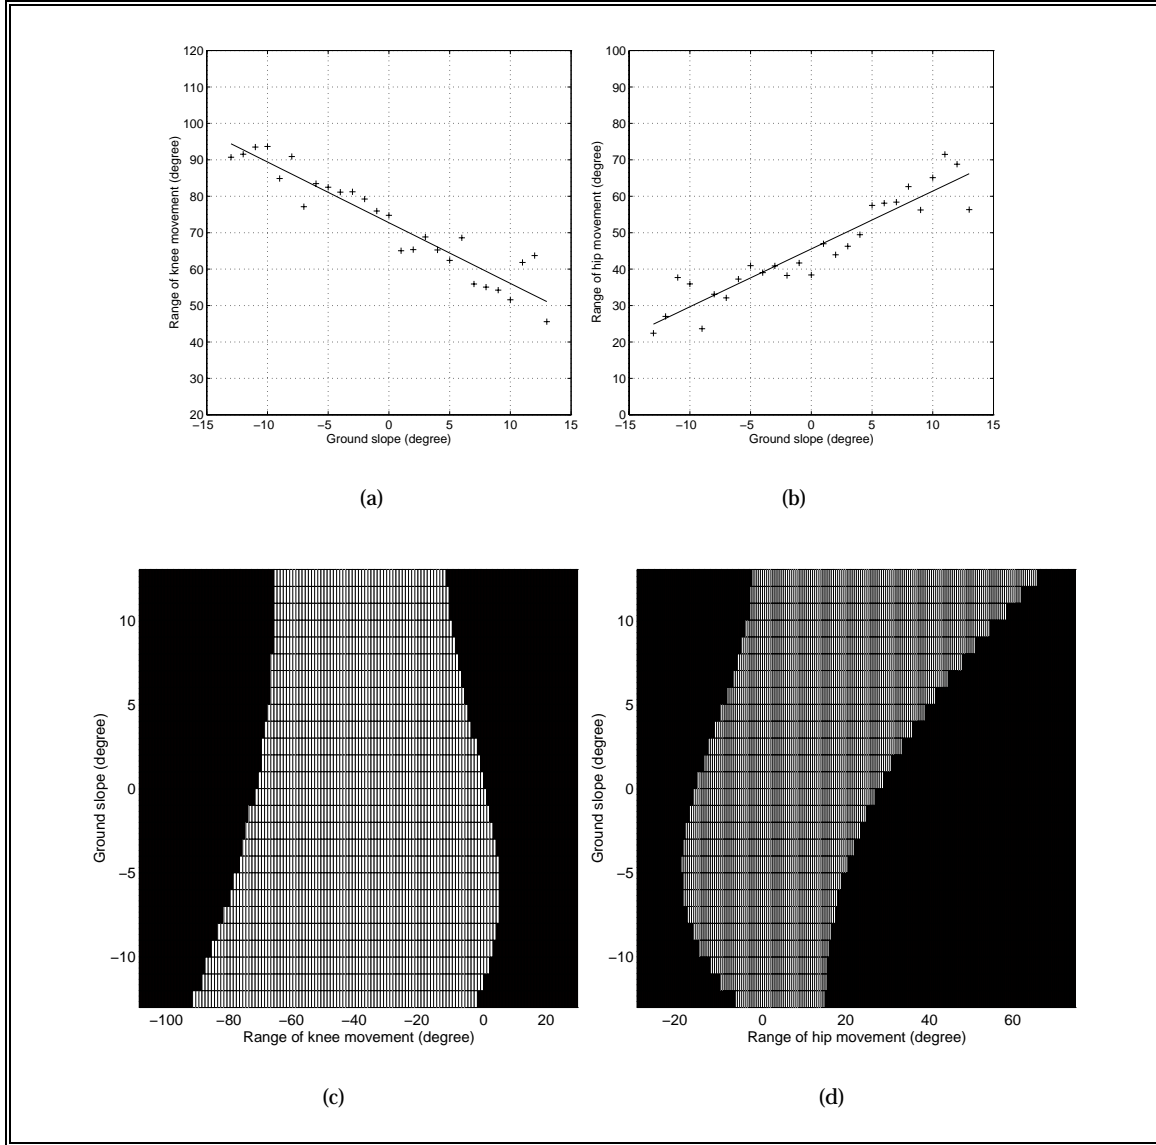 120
110
100
90
80
70
60
50
40
30
20
Range of knee movement (degree)
−15 −10 −5 0 5 10 15
Ground slope (degree)
(a)
100
90
80
70
60
50
40
30
20
10
0
Range of hip movement (degree)
−15 −10 −5 0 5 10 15
Ground slope (degree)
(b)
10
5
0
−5
−10
Ground slope (degree)
−100 −80 −60 −40 −20 0 20
Range of knee movement (degree)
(c)
10
5
0
−5
−10
Ground slope (degree)
−20 0 20 40 60
Range of hip movement (degree)
(d)